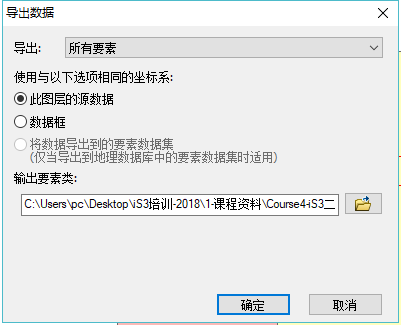 导出数据
导出: 所有要素
使用与以下选项相同的坐标系:
此图层的源数据
数据框
将数据导出到的要素数据集
(仅当导出到地理数据库中的要素数据集时适用)
输出要素类:
C:\Users\pc\Desktop\iS3培训-2018\1-课程资料\Course4-iS3二
确定 取消